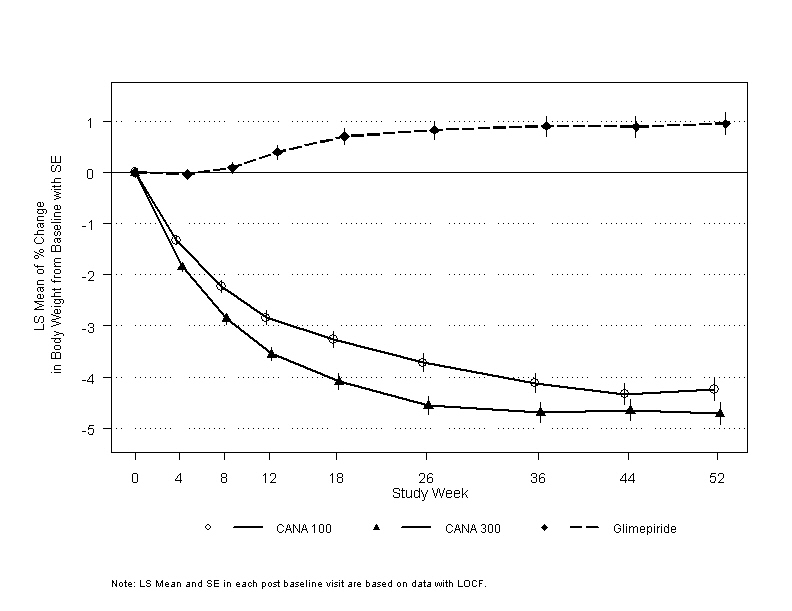 1
0
-1
-2
-3
-4
-5
LS Mean of % Change
in Body Weight from Baseline with SE
0 4 8 12 18 26 36 44 52
Study Week
CANA 100 CANA 300 Glimepiride
Note: LS Mean and SE in each post baseline visit are based on data with LOCF.